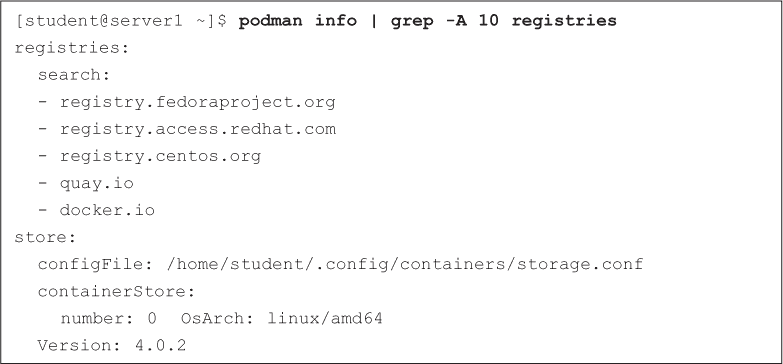 [student@server1 ~]$ podman info | grep -A 10 registries
registries:
  search:
  - registry.fedoraproject.org
  - registry.access.redhat.com
  - registry.centos.org
  - quay.io
  - docker.io
store:
  configFile: /home/student/.config/containers/storage.conf
  containerStore:
    number: 0  OsArch: linux/amd64
  Version: 4.0.2